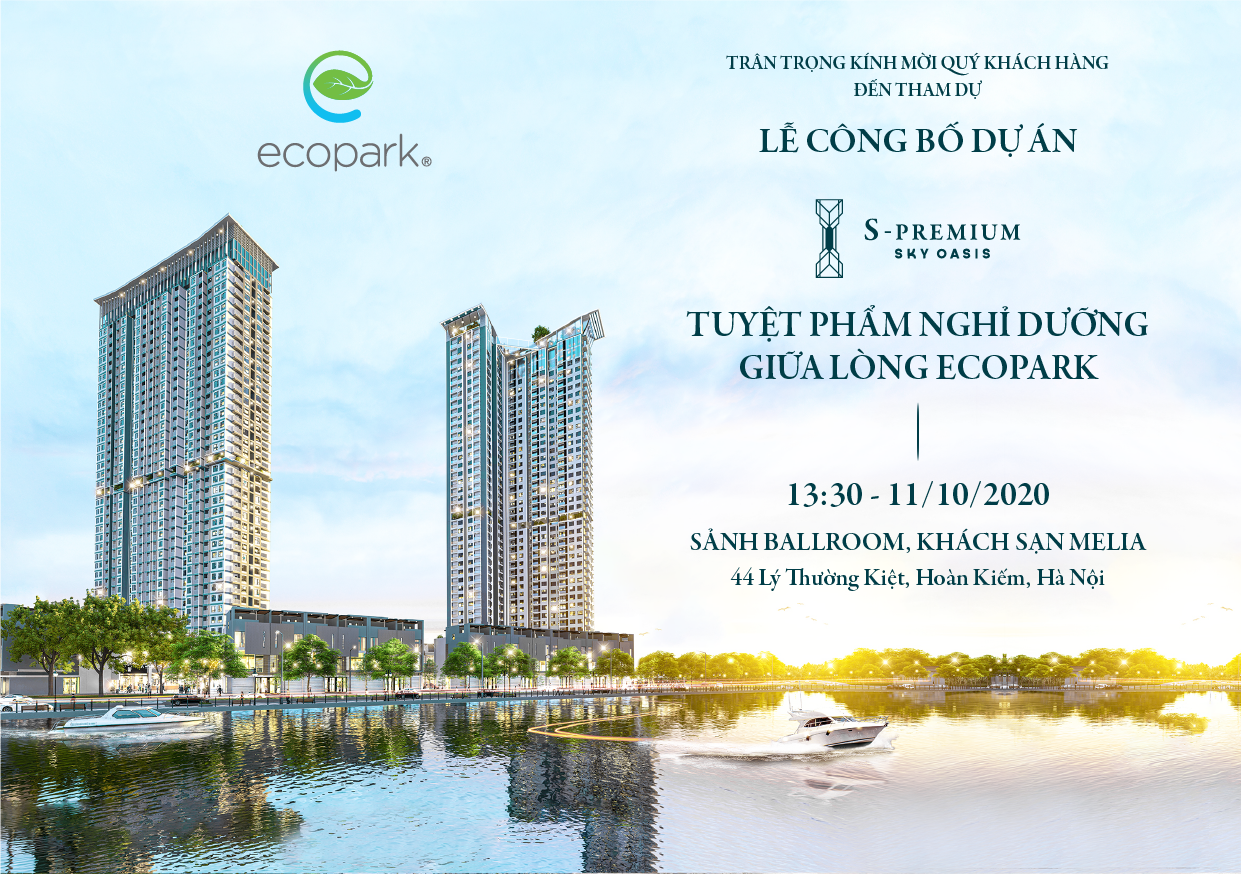 ecopark®
TRÂN TRỌNG KÍNH MỜI QUÝ KHÁCH HÀNG
ĐẾN THAM DỰ
LỄ CÔNG BỐ DỰ ÁN
S-PREMIUM
SKY OASIS
TUYỆT PHẨM NGHỈ DƯỠNG
GIỮA LÒNG ECOPARK
13:30 - 11/10/2020
SẢNH BALLROOM, KHÁCH SẠN MELIA
44 Lý Thường Kiệt, Hoàn Kiếm, Hà Nội